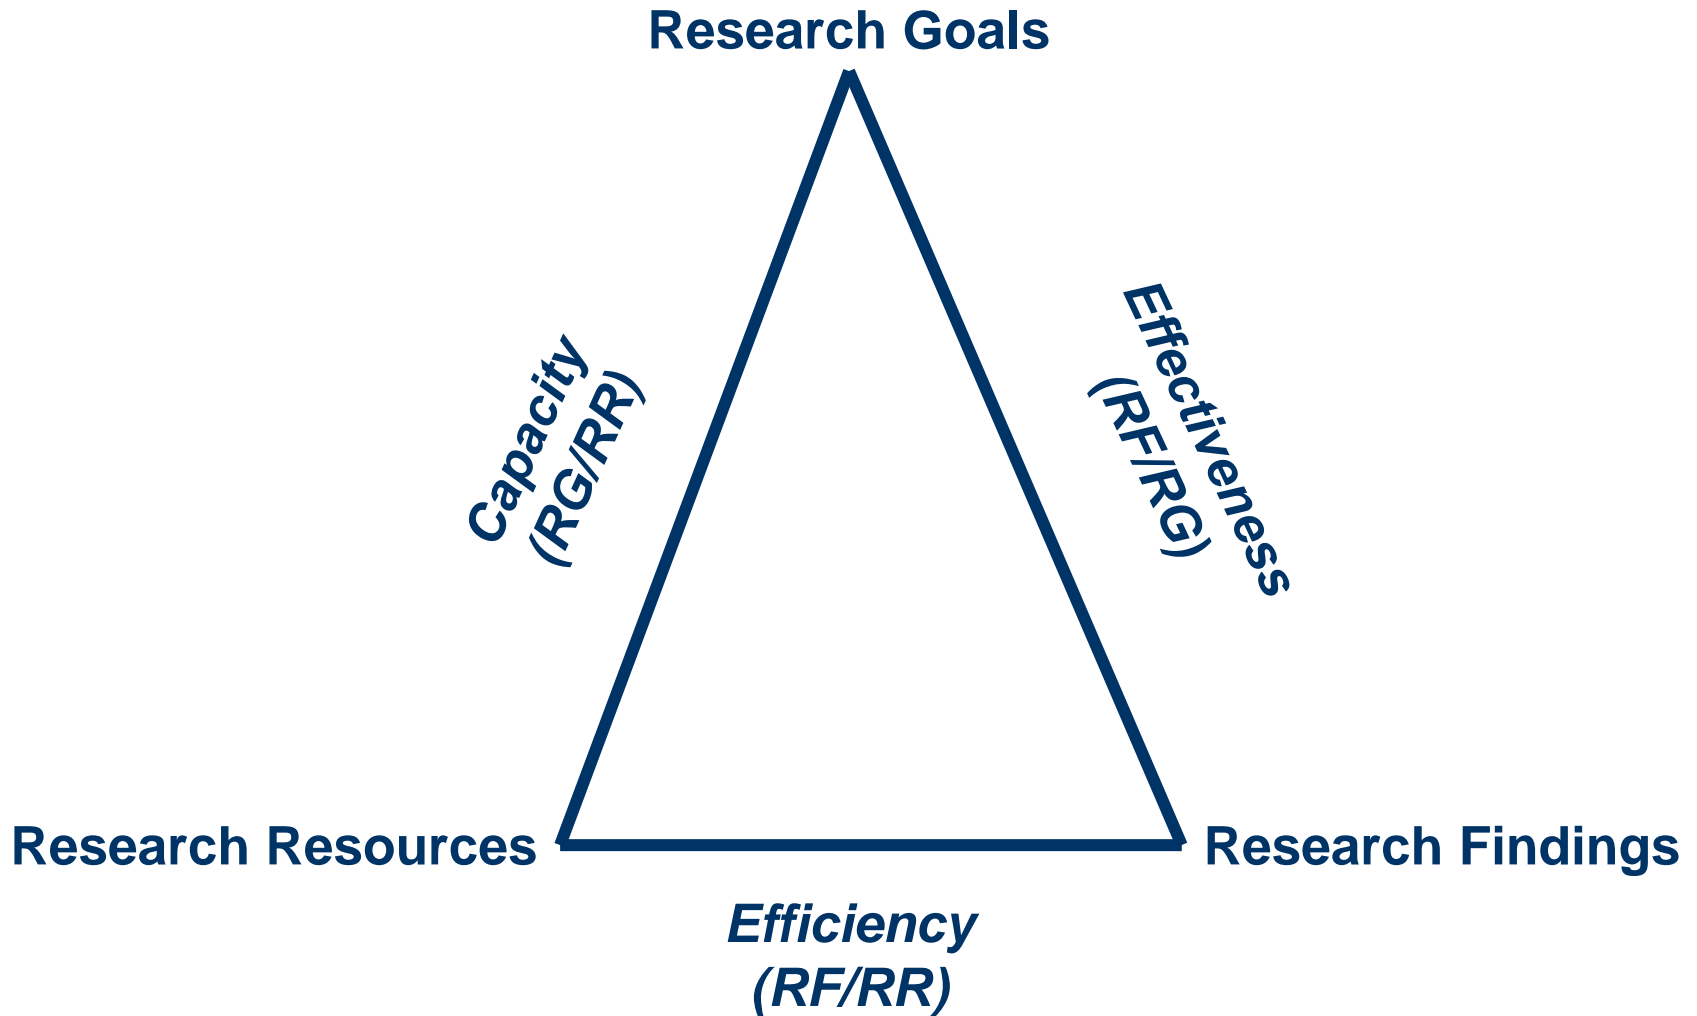 Research Goals
Capacity
(RG/RR)
Effectiveness
(RF/RG)
Research Resources
Research Findings
Efficiency
(RF/RR)